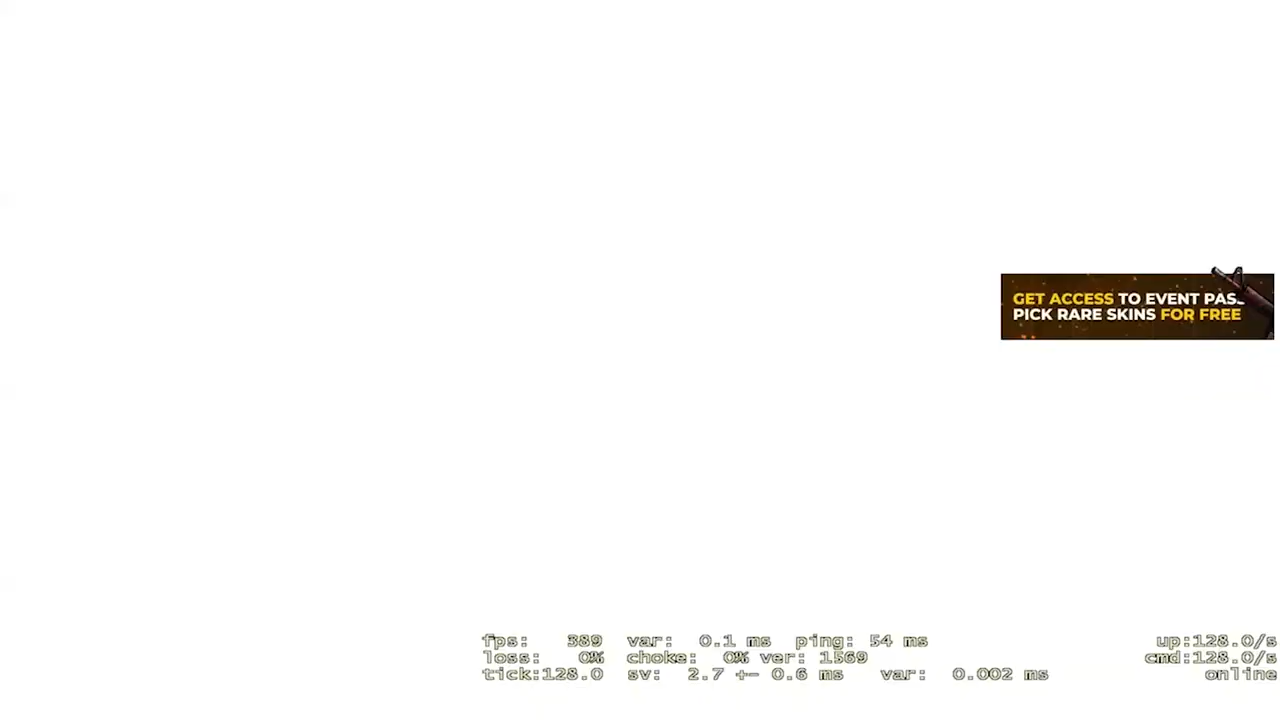 GET ACCESS TO EVENT PASS
PICK RARE SKINS FOR FREE
fps: 389 var: 0.1 ms ping: 54 ms up:128.0/s
loss: 0% choke: 0% ver: 1569 cmd:128.0/s
tick:128.0 sv: 2.7 +- 0.6 ms var: 0.002 ms online